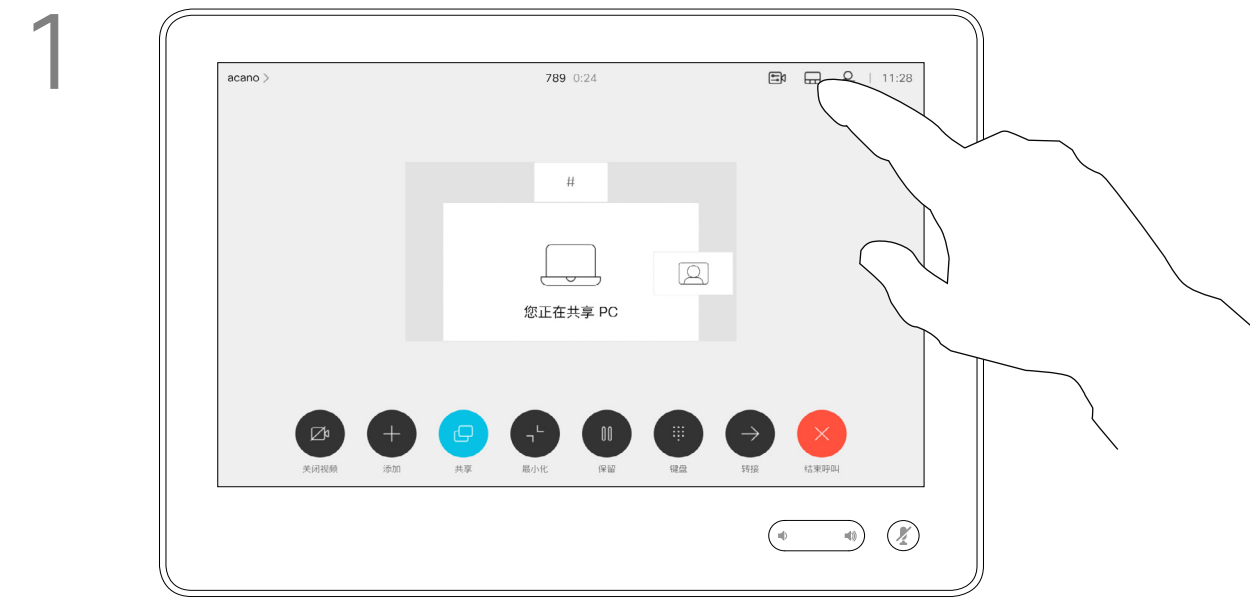 1
acano >
789 0:24
| 11:28
#
您正在共享 PC
关闭视频
添加
共享
最小化
保留
键盘
转接
结束呼叫